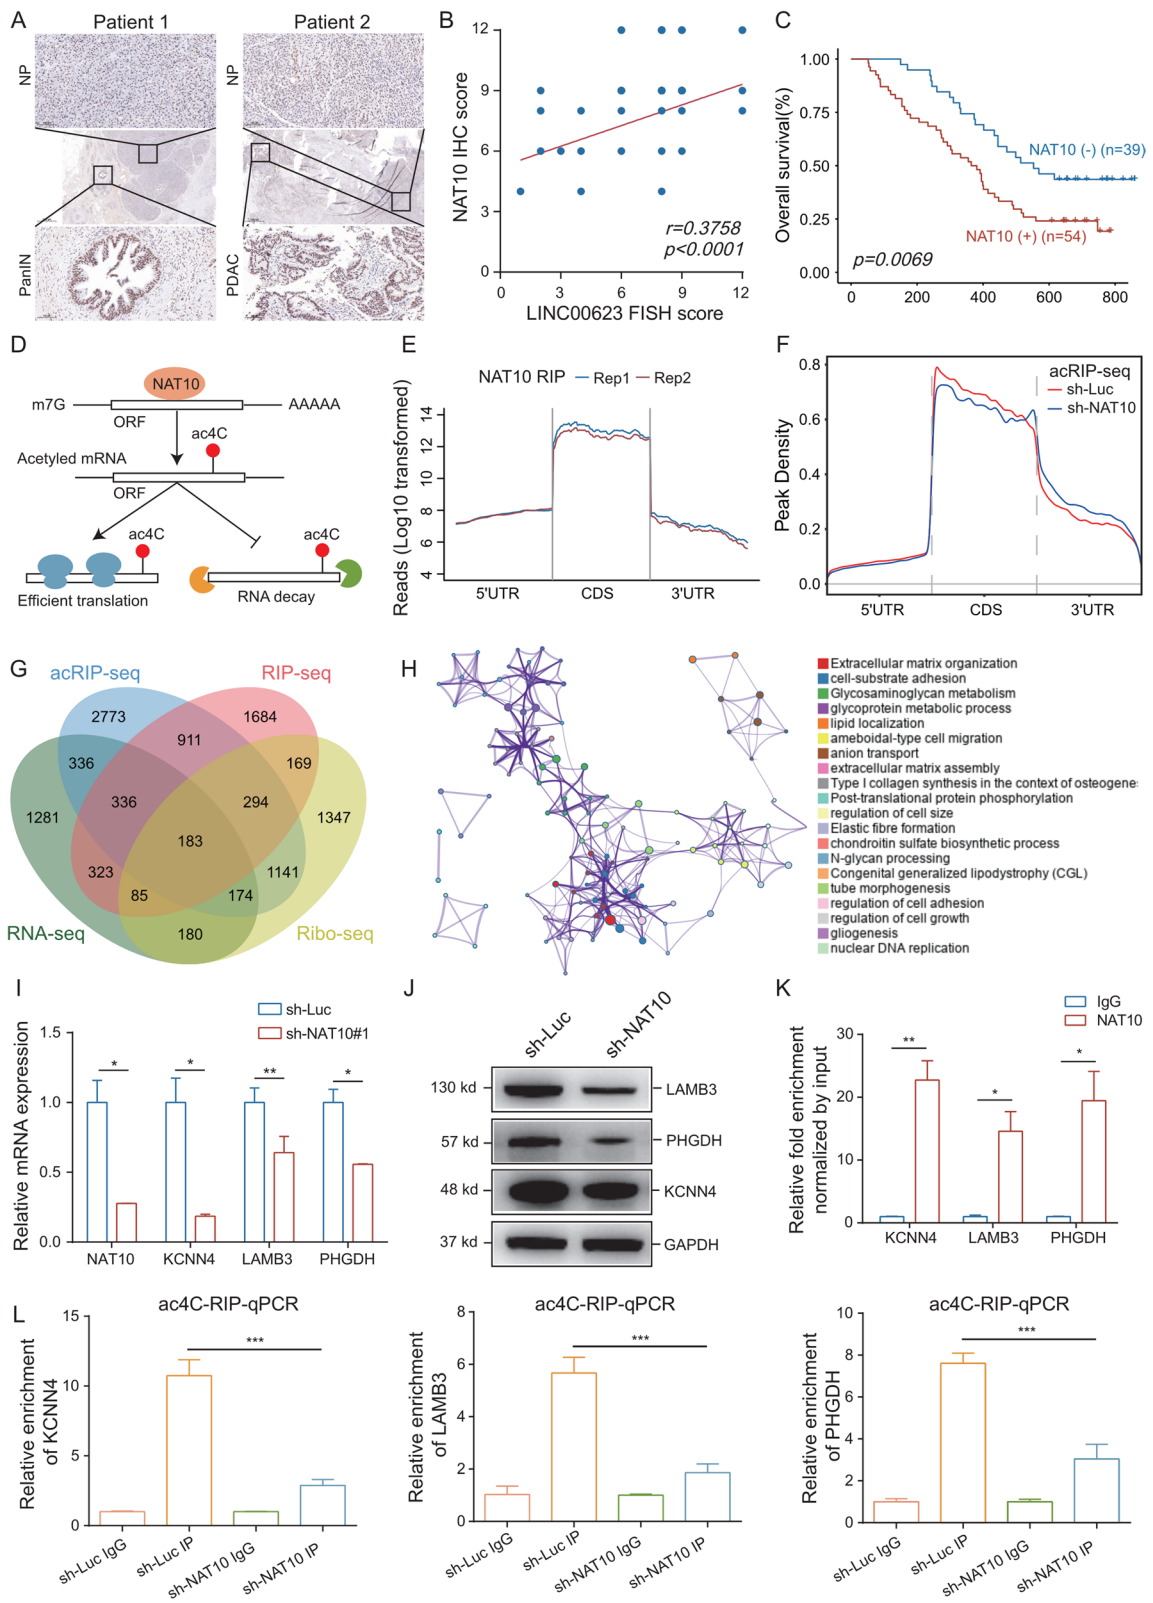 A
Patient 1
Patient 2
NP
NP
PanIN
PDAC
B
12
9
6
3
0
0 3 6 9 12
NAT10 IHC score
LINC00623 FISH score
r=0.3758
p<0.0001
C
1.00
0.75
0.50
0.25
0.00
0 200 400 600 800
Overall survival(%)
NAT10 (-) (n=39)
NAT10 (+) (n=54)
p=0.0069
D
NAT10
m7G
AAAAA
ORF
ac4C
Acetyled mRNA
ORF
ac4C
ac4C
Efficient translation
RNA decay
E
NAT10 RIP
Rep1
Rep2
Reads (Log10 transformed)
14
12
10
8
6
4
5'UTR
CDS
3'UTR
F
acRIP-seq
sh-Luc
sh-NAT10
Peak Density
0.8
0.6
0.4
0.2
0.0
5'UTR
CDS
3'UTR
G
acRIP-seq
RIP-seq
2773
1684
911
336
169
336
294
1281
1347
183
323
1141
85
174
RNA-seq
180
Ribo-seq
H
Extracellular matrix organization
cell-substrate adhesion
Glycosaminoglycan metabolism
glycoprotein metabolic process
lipid localization
ameboidal-type cell migration
anion transport
extracellular matrix assembly
Type I collagen synthesis in the context of osteogene
Post-translational protein phosphorylation
regulation of cell size
Elastic fibre formation
chondroitin sulfate biosynthetic process
N-glycan processing
Congenital generalized lipodystrophy (CGL)
tube morphogenesis
regulation of cell adhesion
regulation of cell growth
gliogenesis
nuclear DNA replication
I
sh-Luc
sh-NAT10#1
Relative mRNA expression
1.5
1.0
0.5
0.0
* * ** *
NAT10 KCNN4 LAMB3 PHGDH
J
sh-Luc
sh-NAT10
130 kd
LAMB3
57 kd
PHGDH
48 kd
KCNN4
37 kd
GAPDH
K
IgG
NAT10
Relative fold enrichment
normalized by input
30
20
10
0
** * *
KCNN4 LAMB3 PHGDH
L
ac4C-RIP-qPCR
Relative enrichment
of KCNN4
15
10
5
0
***
sh-Luc IgG
sh-Luc IP
sh-NAT10 IgG
sh-NAT10 IP
ac4C-RIP-qPCR
Relative enrichment
of LAMB3
8
6
4
2
0
***
sh-Luc IgG
sh-Luc IP
sh-NAT10 IgG
sh-NAT10 IP
ac4C-RIP-qPCR
Relative enrichment
of PHGDH
10
8
6
4
2
0
***
sh-Luc IgG
sh-Luc IP
sh-NAT10 IgG
sh-NAT10 IP